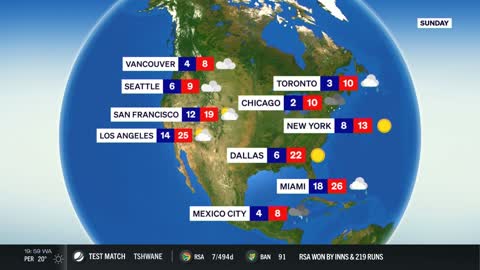 SUNDAY
VANCOUVER 4 8
SEATTLE 6 9
TORONTO 3 10
CHICAGO 2 10
SAN FRANCISCO 12 19
NEW YORK 8 13
LOS ANGELES 14 25
DALLAS 6 22
MIAMI 18 26
MEXICO CITY 4 8
19:59 WA
PER 20°
TEST MATCH TSHWANE RSA 7/494d BAN 91 RSA WON BY INNS & 219 RUNS